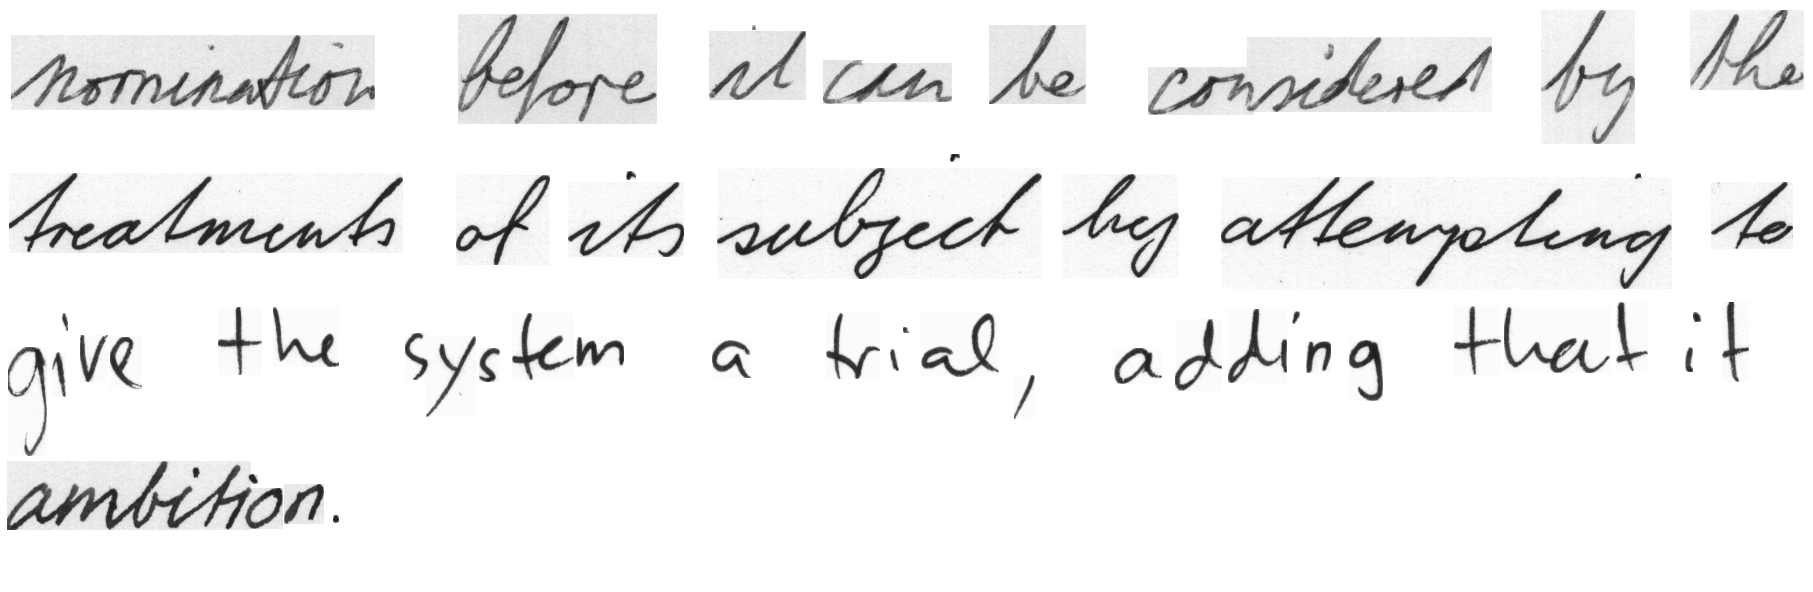 nomination before it can be considered by the
treatments of its subject by attempting to
give the system a trial, adding that it
ambition.